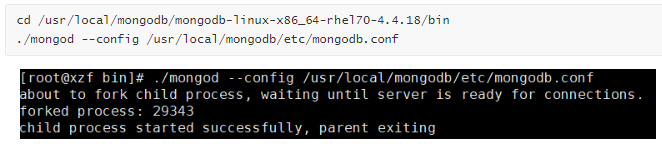 cd /usr/local/mongodb/mongodb-linux-x86_64-rhel70-4.4.18/bin
./mongod --config /usr/local/mongodb/etc/mongodb.conf
[root@xzf bin]# ./mongod --config /usr/local/mongodb/etc/mongodb.conf
about to fork child process, waiting until server is ready for connections.
forked process: 29343
child process started successfully, parent exiting